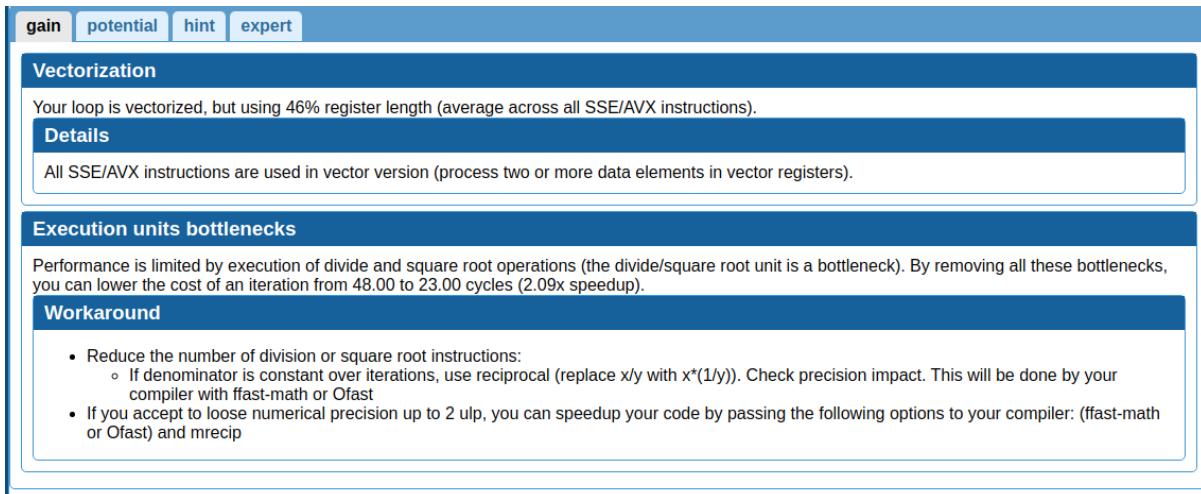 gain potential hint expert
Vectorization
Your loop is vectorized, but using 46% register length (average across all SSE/AVX instructions).
Details
All SSE/AVX instructions are used in vector version (process two or more data elements in vector registers).
Execution units bottlenecks
Performance is limited by execution of divide and square root operations (the divide/square root unit is a bottleneck). By removing all these bottlenecks,
you can lower the cost of an iteration from 48.00 to 23.00 cycles (2.09x speedup).
Workaround
• Reduce the number of division or square root instructions:
◦ If denominator is constant over iterations, use reciprocal (replace x/y with x*(1/y)). Check precision impact. This will be done by your
compiler with ffast-math or Ofast
• If you accept to loose numerical precision up to 2 ulp, you can speedup your code by passing the following options to your compiler: (ffast-math
or Ofast) and mrecip